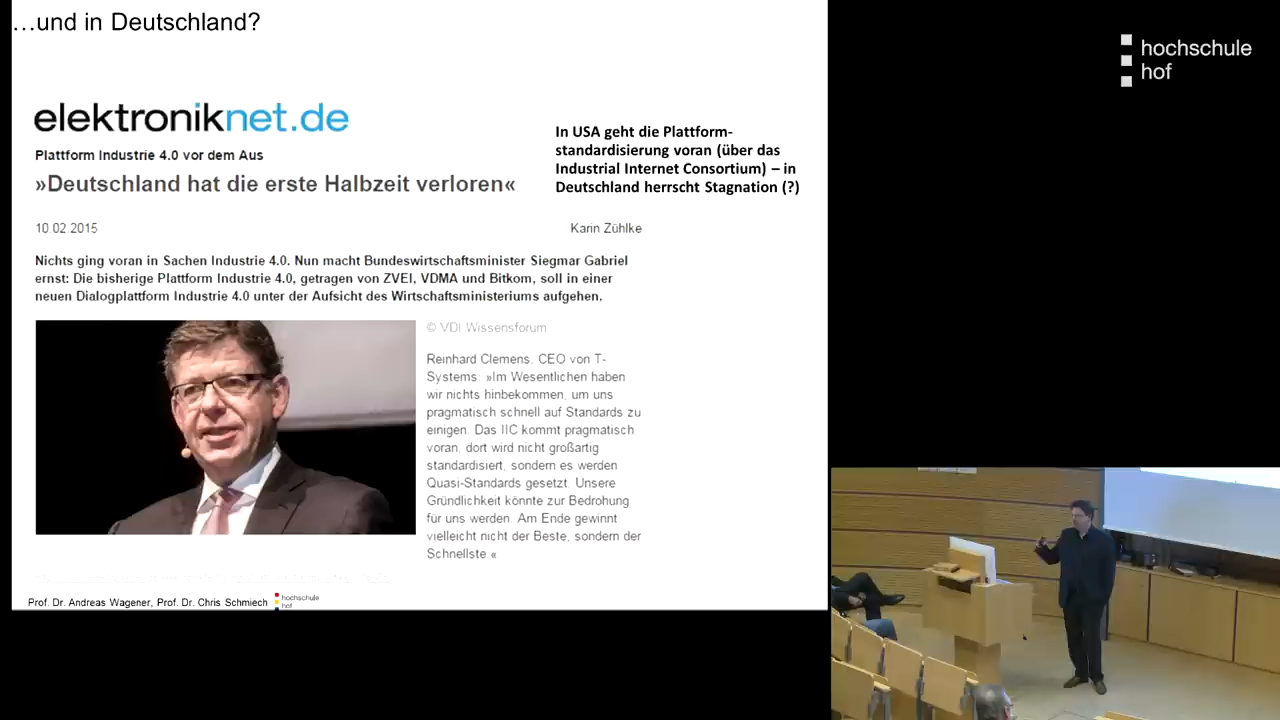 …und in Deutschland?
hochschule
hof
elektroniknet.de
In USA geht die Plattform-
standardisierung voran (über das
Industrial Internet Consortium) – in
Deutschland herrscht Stagnation (?)
Plattform Industrie 4.0 vor dem Aus
»Deutschland hat die erste Halbzeit verloren«
10.02.2015
Karin Zühlke
Nichts ging voran in Sachen Industrie 4.0. Nun macht Bundeswirtschaftsminister Siegmar Gabriel
ernst: Die bisherige Plattform Industrie 4.0, getragen von ZVEI, VDMA und Bitkom, soll in einer
neuen Dialogplattform Industrie 4.0 unter der Aufsicht des Wirtschaftsministeriums aufgehen.
© VDI Wissensforum
Reinhard Clemens, CEO von T-
Systems: »Im Wesentlichen haben
wir nichts hinbekommen, um uns
pragmatisch schnell auf Standards zu
einigen. Das IIC kommt pragmatisch
voran, dort wird nicht großartig
standardisiert, sondern es werden
Quasi-Standards gesetzt. Unsere
Gründlichkeit könnte zur Bedrohung
für uns werden. Am Ende gewinnt
vielleicht nicht der Beste, sondern der
Schnellste.«
Prof. Dr. Andreas Wagener, Prof. Dr. Chris Schmiech
hochschule
hof